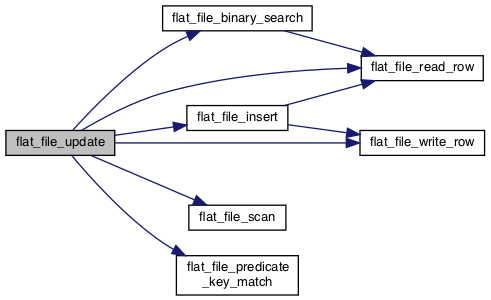 flat_file_binary_search
flat_file_read_row
flat_file_insert
flat_file_update
flat_file_write_row
flat_file_scan
flat_file_predicate
_key_match